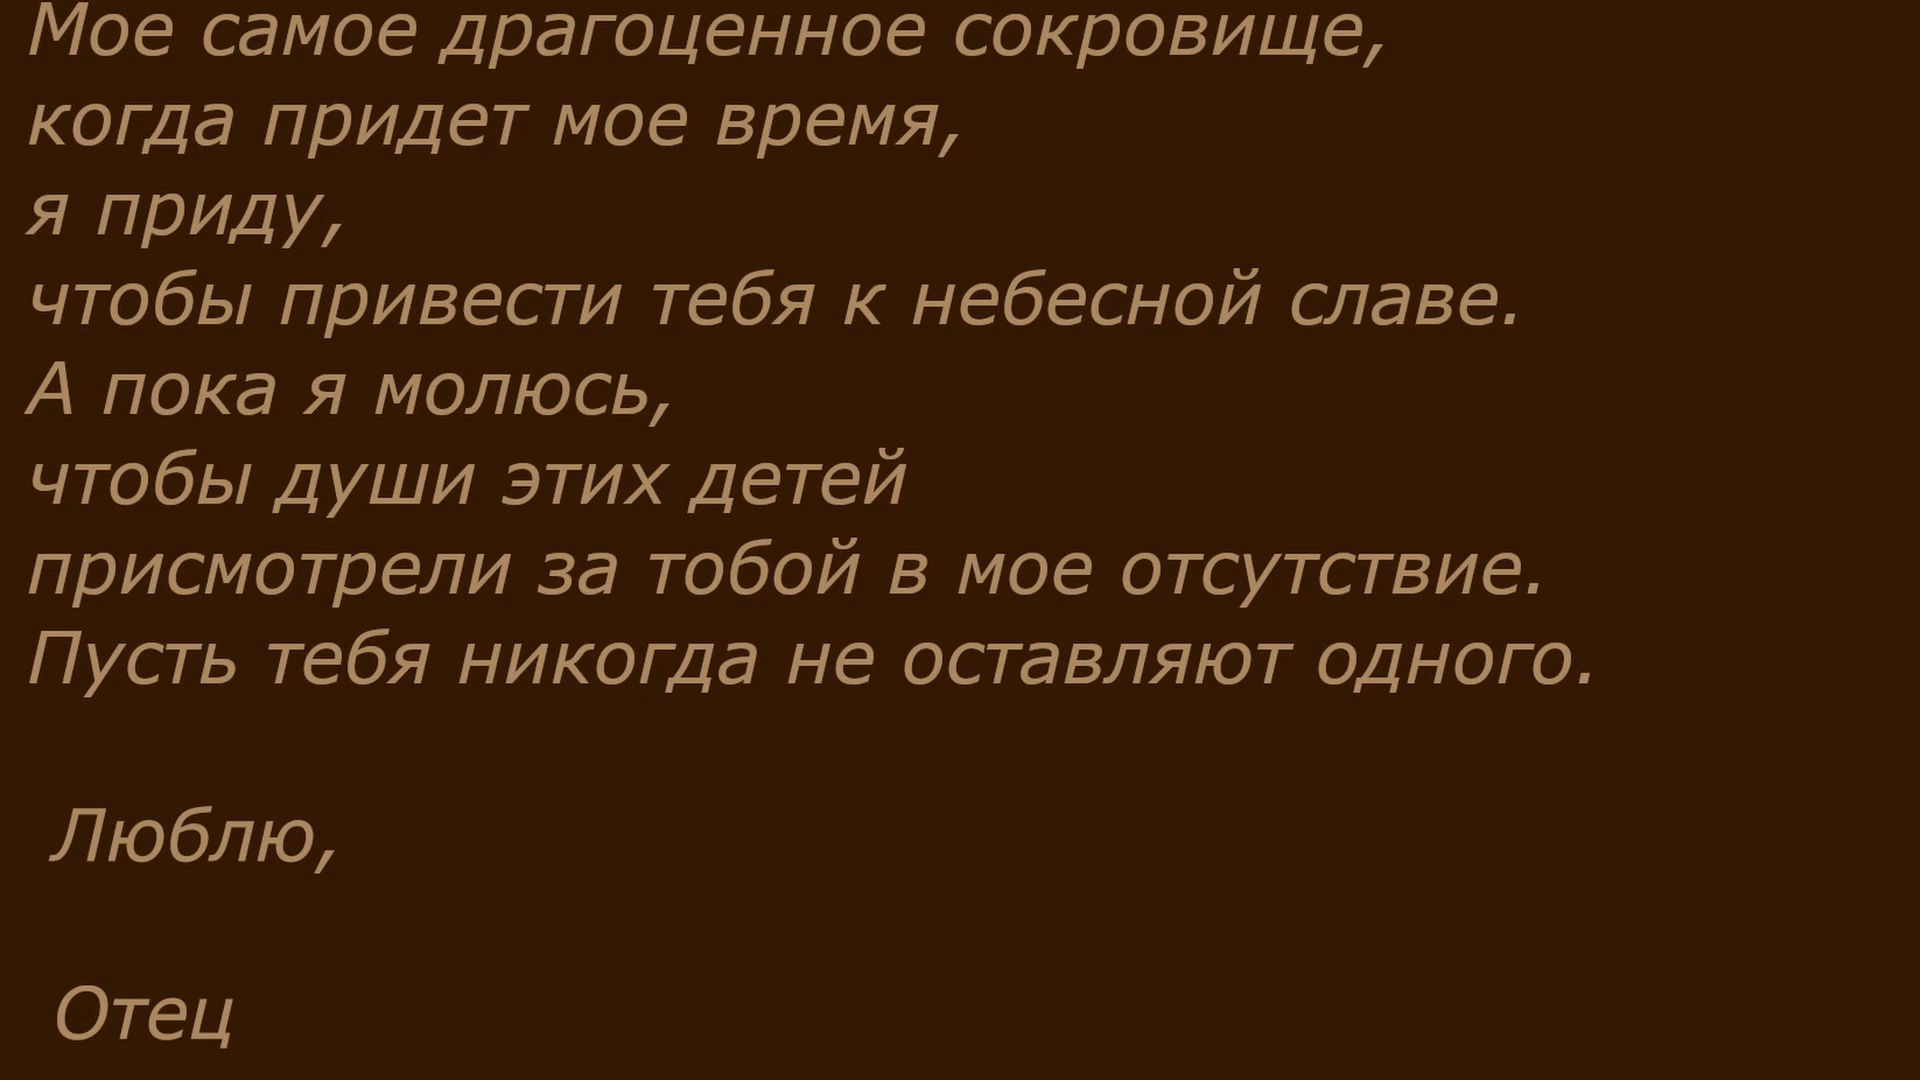 Мое самое драгоценное сокровище,
когда придет мое время,
я приду,
чтобы привести тебя к небесной славе.
А пока я молюсь,
чтобы души этих детей
присмотрели за тобой в мое отсутствие.
Пусть тебя никогда не оставляют одного.
Люблю,
Отец